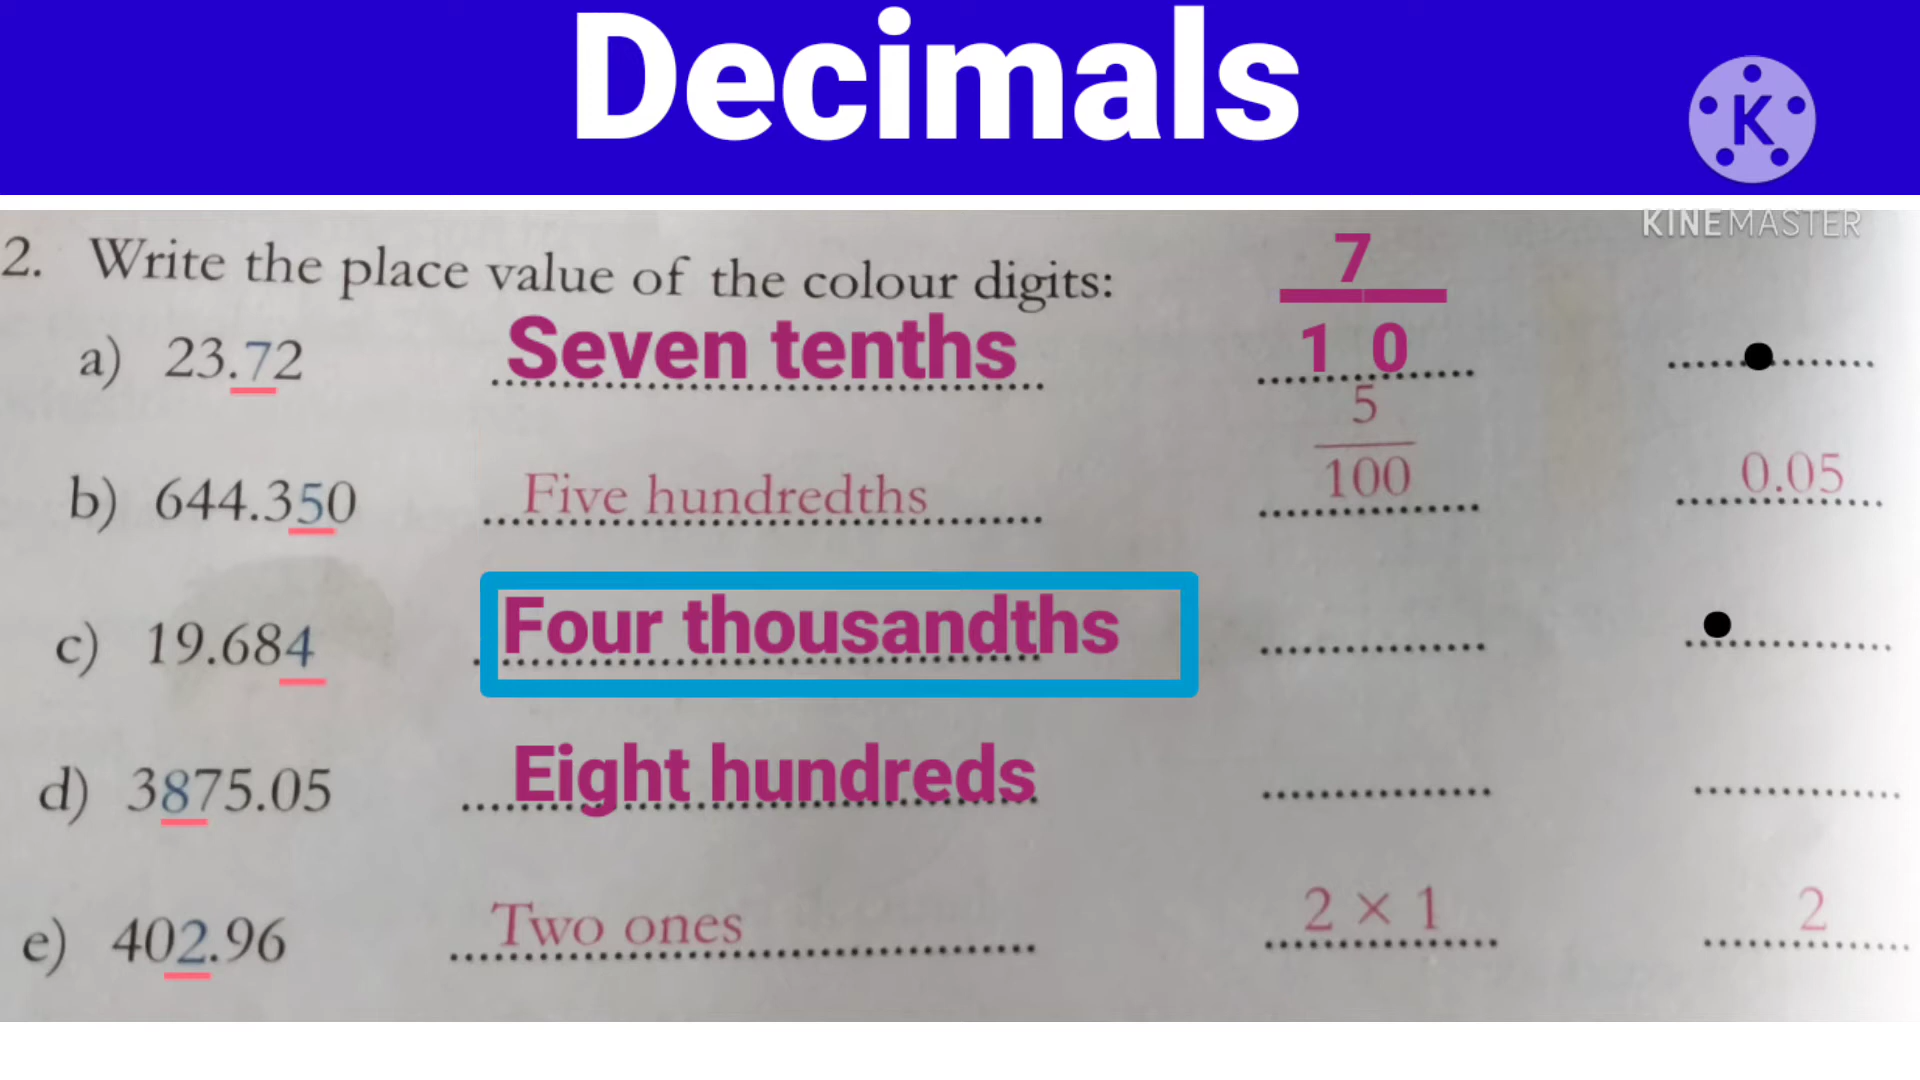 Decimals
K
KINEMASTER
2. Write the place value of the colour digits:
a) 23.72 Seven tenths 7/10 .
b) 644.350 Five hundredths 5/100 0.05
c) 19.684 Four thousandths .
d) 3875.05 Eight hundreds
e) 402.96 Two ones 2 × 1 2